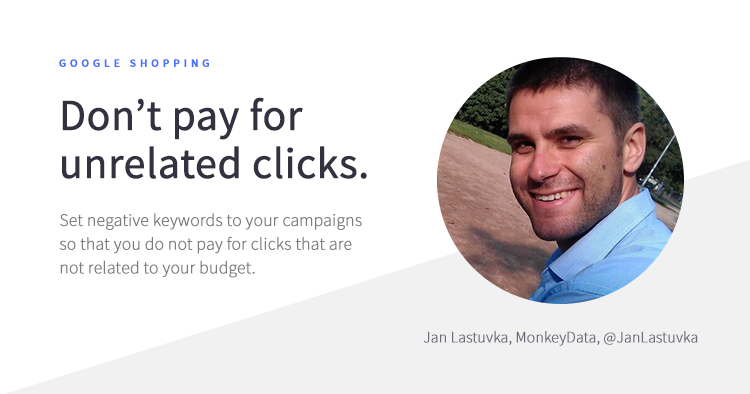 GOOGLE SHOPPING
Don’t pay for
unrelated clicks.
Set negative keywords to your campaigns
so that you do not pay for clicks that are
not related to your budget.
Jan Lastuvka, MonkeyData, @JanLastuvka